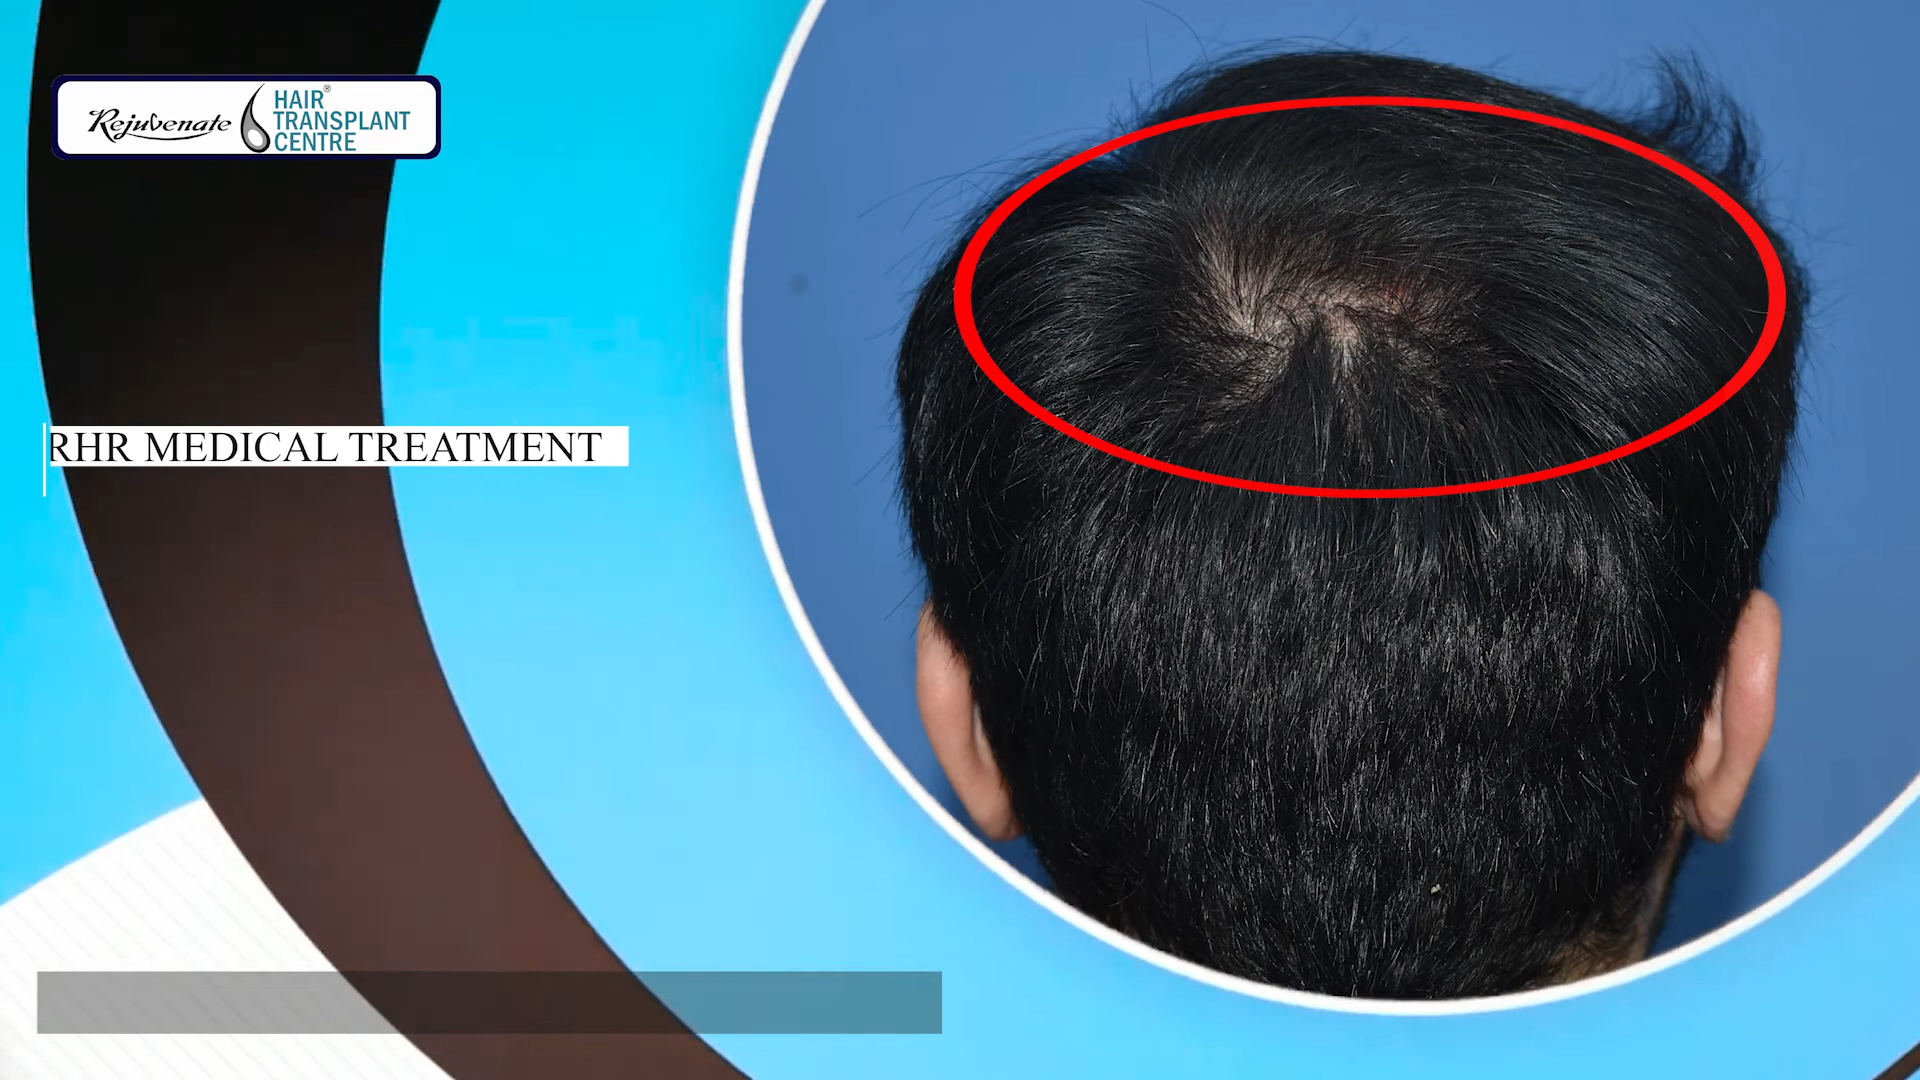 Rejuvenate
HAIR®
TRANSPLANT
CENTRE
RHR MEDICAL TREATMENT